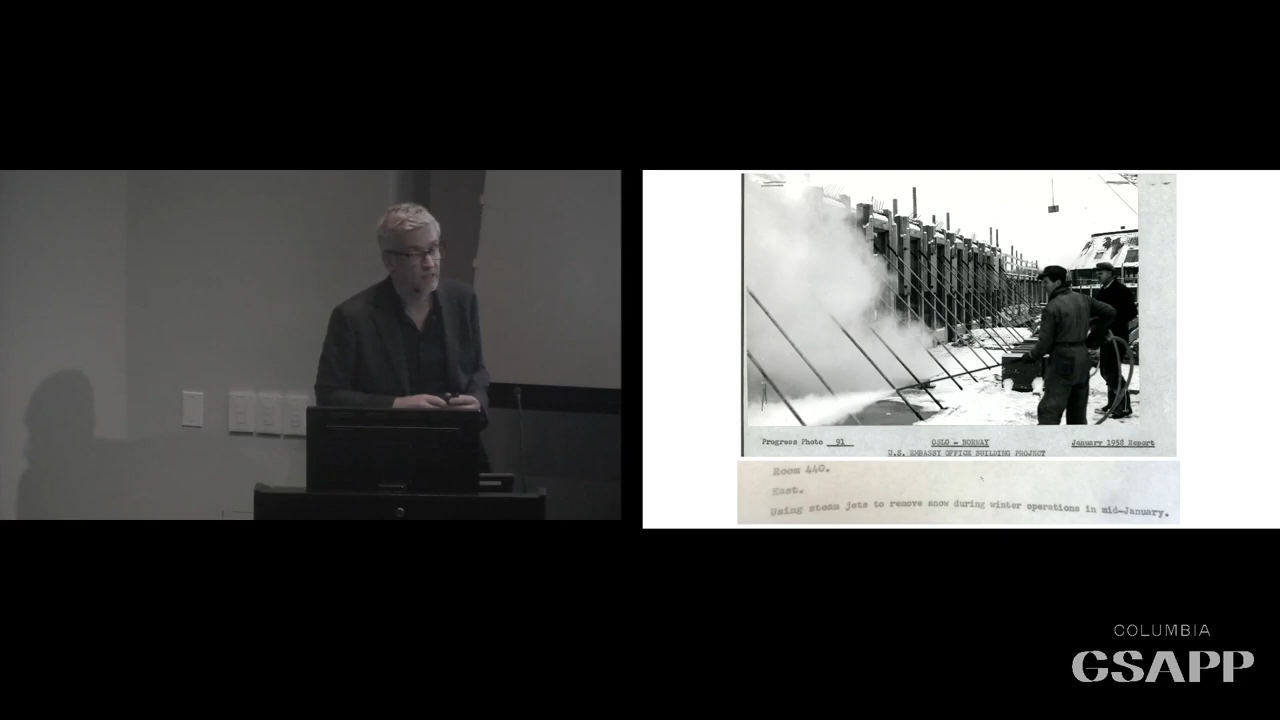 Progress Photo 91 OSLO - NORWAY January 1958 Report
U.S. EMBASSY OFFICE BUILDING PROJECT
Room 440.
East.
Using steam jets to remove snow during winter operations in mid-January.
COLUMBIA
GSAPP